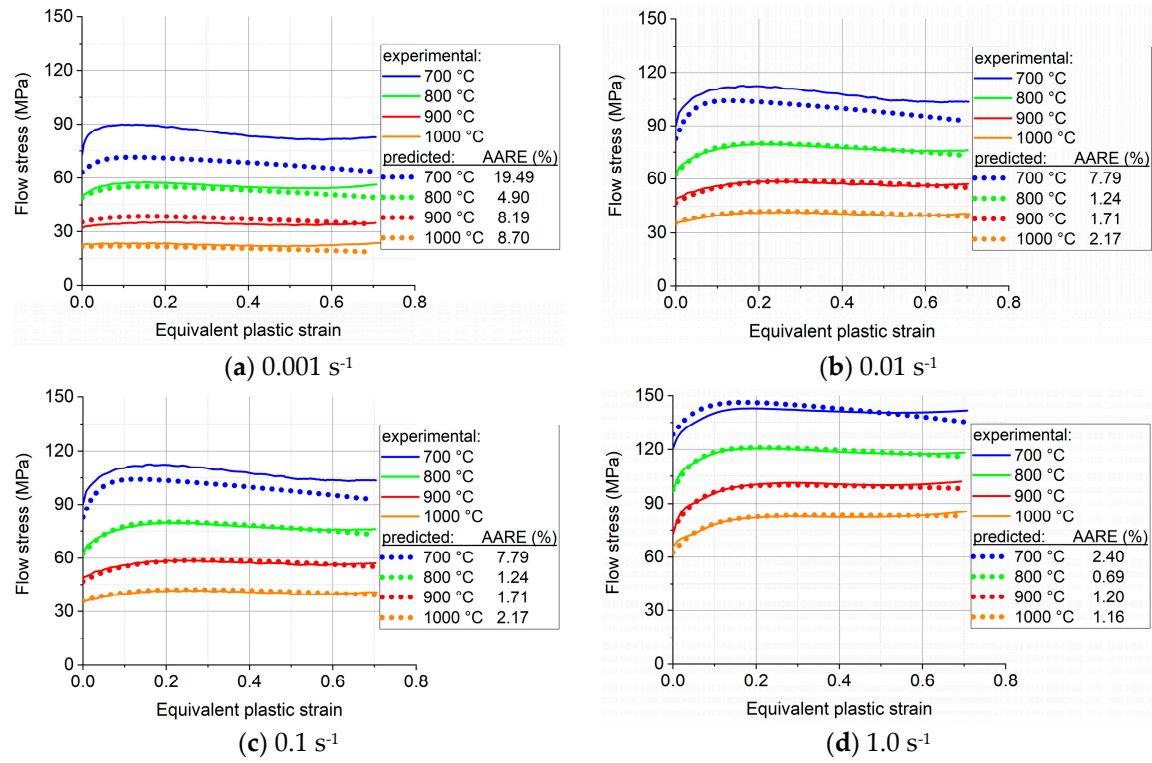 150
120
90
60
30
0
Flow stress (MPa)
0.0 0.2 0.4 0.6 0.8
Equivalent plastic strain
experimental:
700 °C
800 °C
900 °C
1000 °C
predicted: AARE (%)
700 °C 19.49
800 °C 4.90
900 °C 8.19
1000 °C 8.70
(a) 0.001 s-1
150
120
90
60
30
0
Flow stress (MPa)
0.0 0.2 0.4 0.6 0.8
Equivalent plastic strain
experimental:
700 °C
800 °C
900 °C
1000 °C
predicted: AARE (%)
700 °C 7.79
800 °C 1.24
900 °C 1.71
1000 °C 2.17
(b) 0.01 s-1
150
120
90
60
30
0
Flow stress (MPa)
0.0 0.2 0.4 0.6 0.8
Equivalent plastic strain
experimental:
700 °C
800 °C
900 °C
1000 °C
predicted: AARE (%)
700 °C 7.79
800 °C 1.24
900 °C 1.71
1000 °C 2.17
(c) 0.1 s-1
150
120
90
60
30
0
Flow stress (MPa)
0.0 0.2 0.4 0.6 0.8
Equivalent plastic strain
experimental:
700 °C
800 °C
900 °C
1000 °C
predicted: AARE (%)
700 °C 2.40
800 °C 0.69
900 °C 1.20
1000 °C 1.16
(d) 1.0 s-1